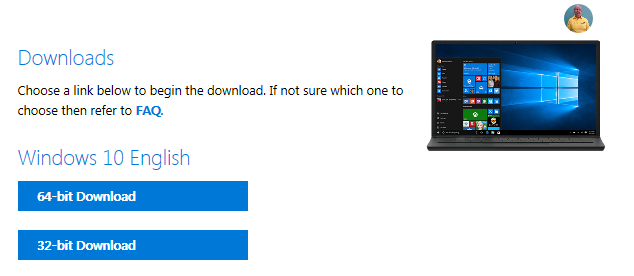 Downloads
Choose a link below to begin the download. If not sure which one to
choose then refer to FAQ.
Windows 10 English
64-bit Download
32-bit Download